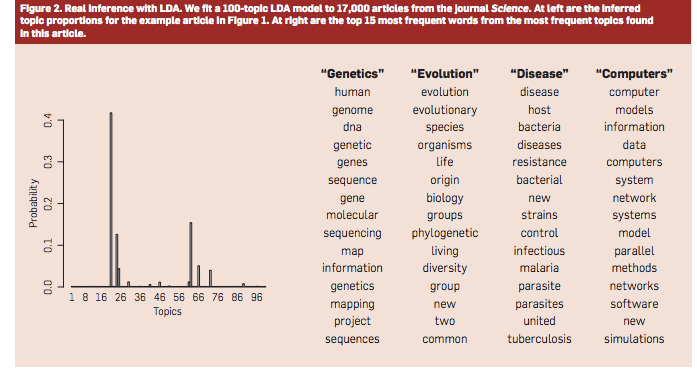 Figure 2. Real inference with LDA. We fit a 100-topic LDA model to 17,000 articles from the journal Science. At left are the inferred
topic proportions for the example article in Figure 1. At right are the top 15 most frequent words from the most frequent topics found
in this article.
“Genetics” “Evolution” “Disease” “Computers”
human evolution disease computer
genome evolutionary host models
dna species bacteria information
genetic organisms diseases data
genes life resistance computers
sequence origin bacterial system
gene biology new network
molecular groups strains systems
sequencing phylogenetic control model
map living infectious parallel
information diversity malaria methods
genetics group parasite networks
mapping new parasites software
project two united new
sequences common tuberculosis simulations
Probability
0.4
0.3
0.2
0.1
0.0
1 8 16 26 36 46 56 66 76 86 96
Topics